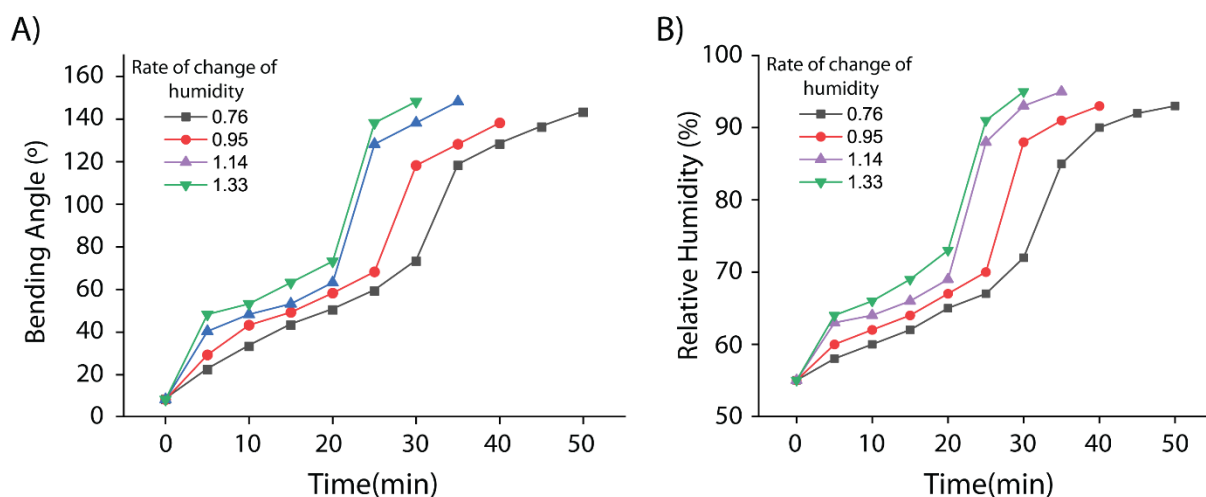 A)
Rate of change of
humidity
0.76
0.95
1.14
1.33
160
140
120
100
80
60
40
20
0
Bending Angle (º)
0 10 20 30 40 50
Time(min)
B)
Rate of change of
humidity
0.76
0.95
1.14
1.33
100
90
80
70
60
50
Relative Humidity (%)
0 10 20 30 40 50
Time(min)